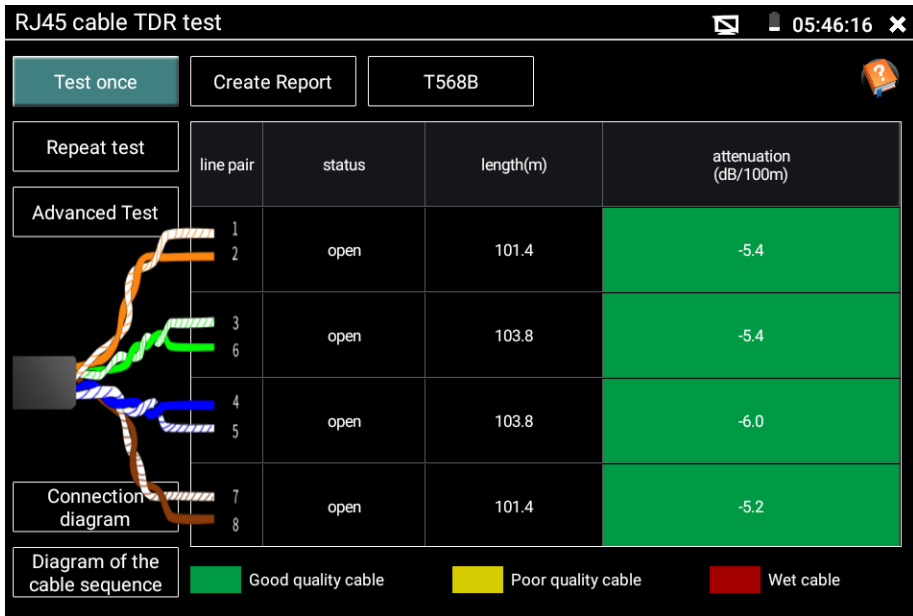 RJ45 cable TDR test
05:46:16
Test once
Create Report
T568B
?
Repeat test
Advanced Test
line pair
status
length(m)
attenuation
(dB/100m)
1
2
open
101.4
-5.4
3
6
open
103.8
-5.4
4
5
open
103.8
-6.0
7
8
open
101.4
-5.2
Connection
diagram
Diagram of the
cable sequence
Good quality cable
Poor quality cable
Wet cable